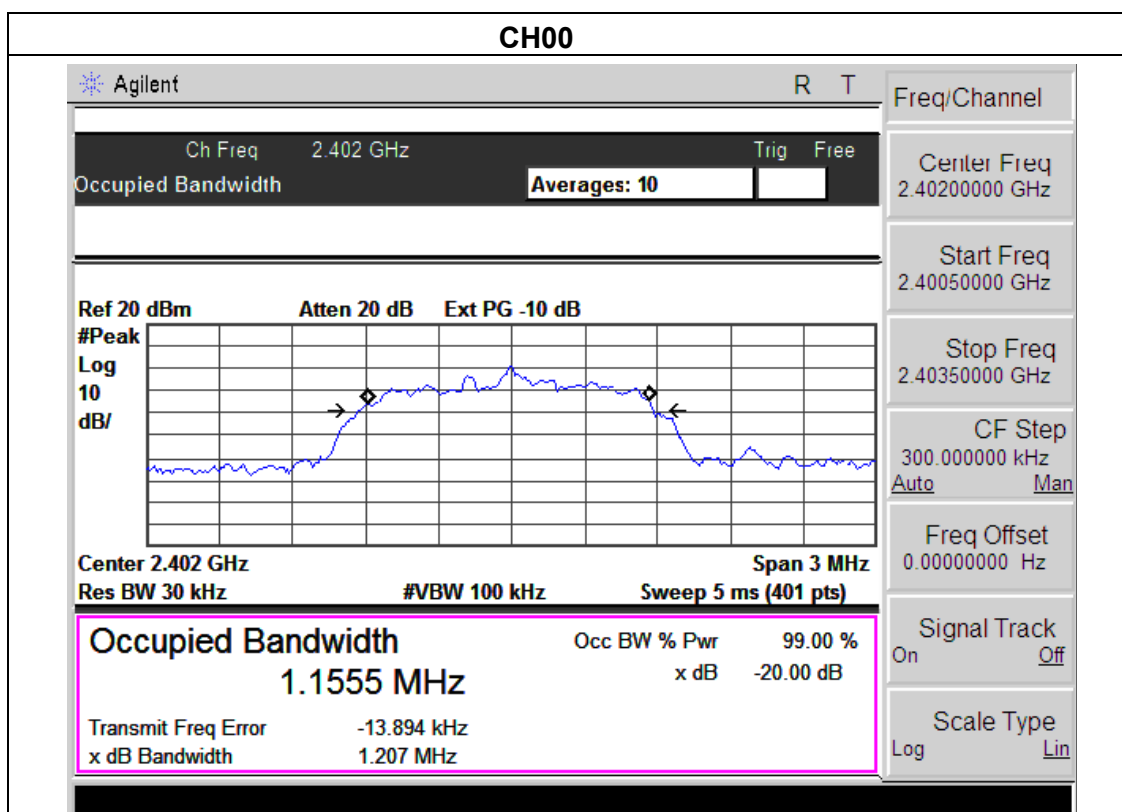 CH00
Agilent R T
Ch Freq 2.402 GHz Trig Free
Occupied Bandwidth Averages: 10
Ref 20 dBm Atten 20 dB Ext PG -10 dB
#Peak
Log
10
dB/
Center 2.402 GHz Span 3 MHz
Res BW 30 kHz #VBW 100 kHz Sweep 5 ms (401 pts)
Occupied Bandwidth Occ BW % Pwr 99.00 %
1.1555 MHz x dB -20.00 dB
Transmit Freq Error -13.894 kHz
x dB Bandwidth 1.207 MHz
Freq/Channel
Center Freq
2.40200000 GHz
Start Freq
2.40050000 GHz
Stop Freq
2.40350000 GHz
CF Step
300.000000 kHz
Auto Man
Freq Offset
0.00000000 Hz
Signal Track
On Off
Scale Type
Log Lin